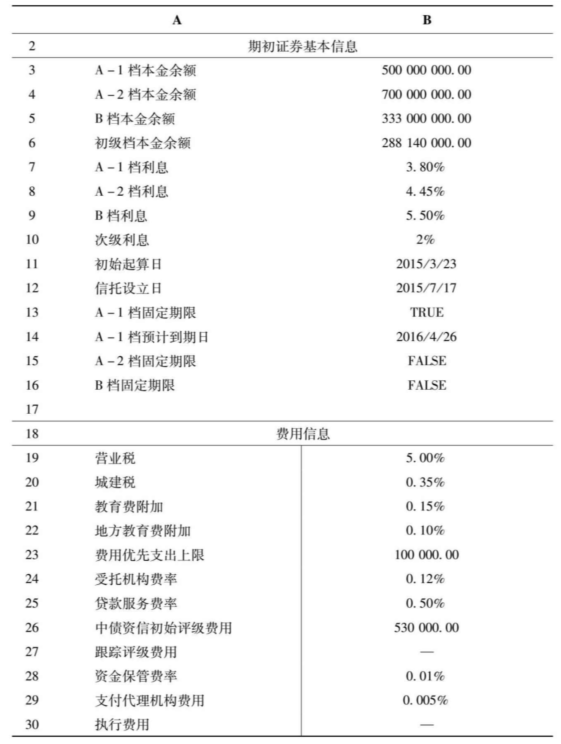 A B
2 期初证券基本信息
3 A-1 档本金余额 500 000 000.00
4 A-2 档本金余额 700 000 000.00
5 B 档本金余额 333 000 000.00
6 初级档本金余额 288 140 000.00
7 A-1 档利息 3.80%
8 A-2 档利息 4.45%
9 B 档利息 5.50%
10 次级利息 2%
11 初始起算日 2015/3/23
12 信托设立日 2015/7/17
13 A-1 档固定期限 TRUE
14 A-1 档预计到期日 2016/4/26
15 A-2 档固定期限 FALSE
16 B 档固定期限 FALSE
17
18 费用信息
19 营业税 5.00%
20 城建税 0.35%
21 教育费附加 0.15%
22 地方教育费附加 0.10%
23 费用优先支出上限 100 000.00
24 受托机构费率 0.12%
25 贷款服务费率 0.50%
26 中债资信初始评级费用 530 000.00
27 跟踪评级费用 —
28 资金保管费率 0.01%
29 支付代理机构费用 0.005%
30 执行费用 —